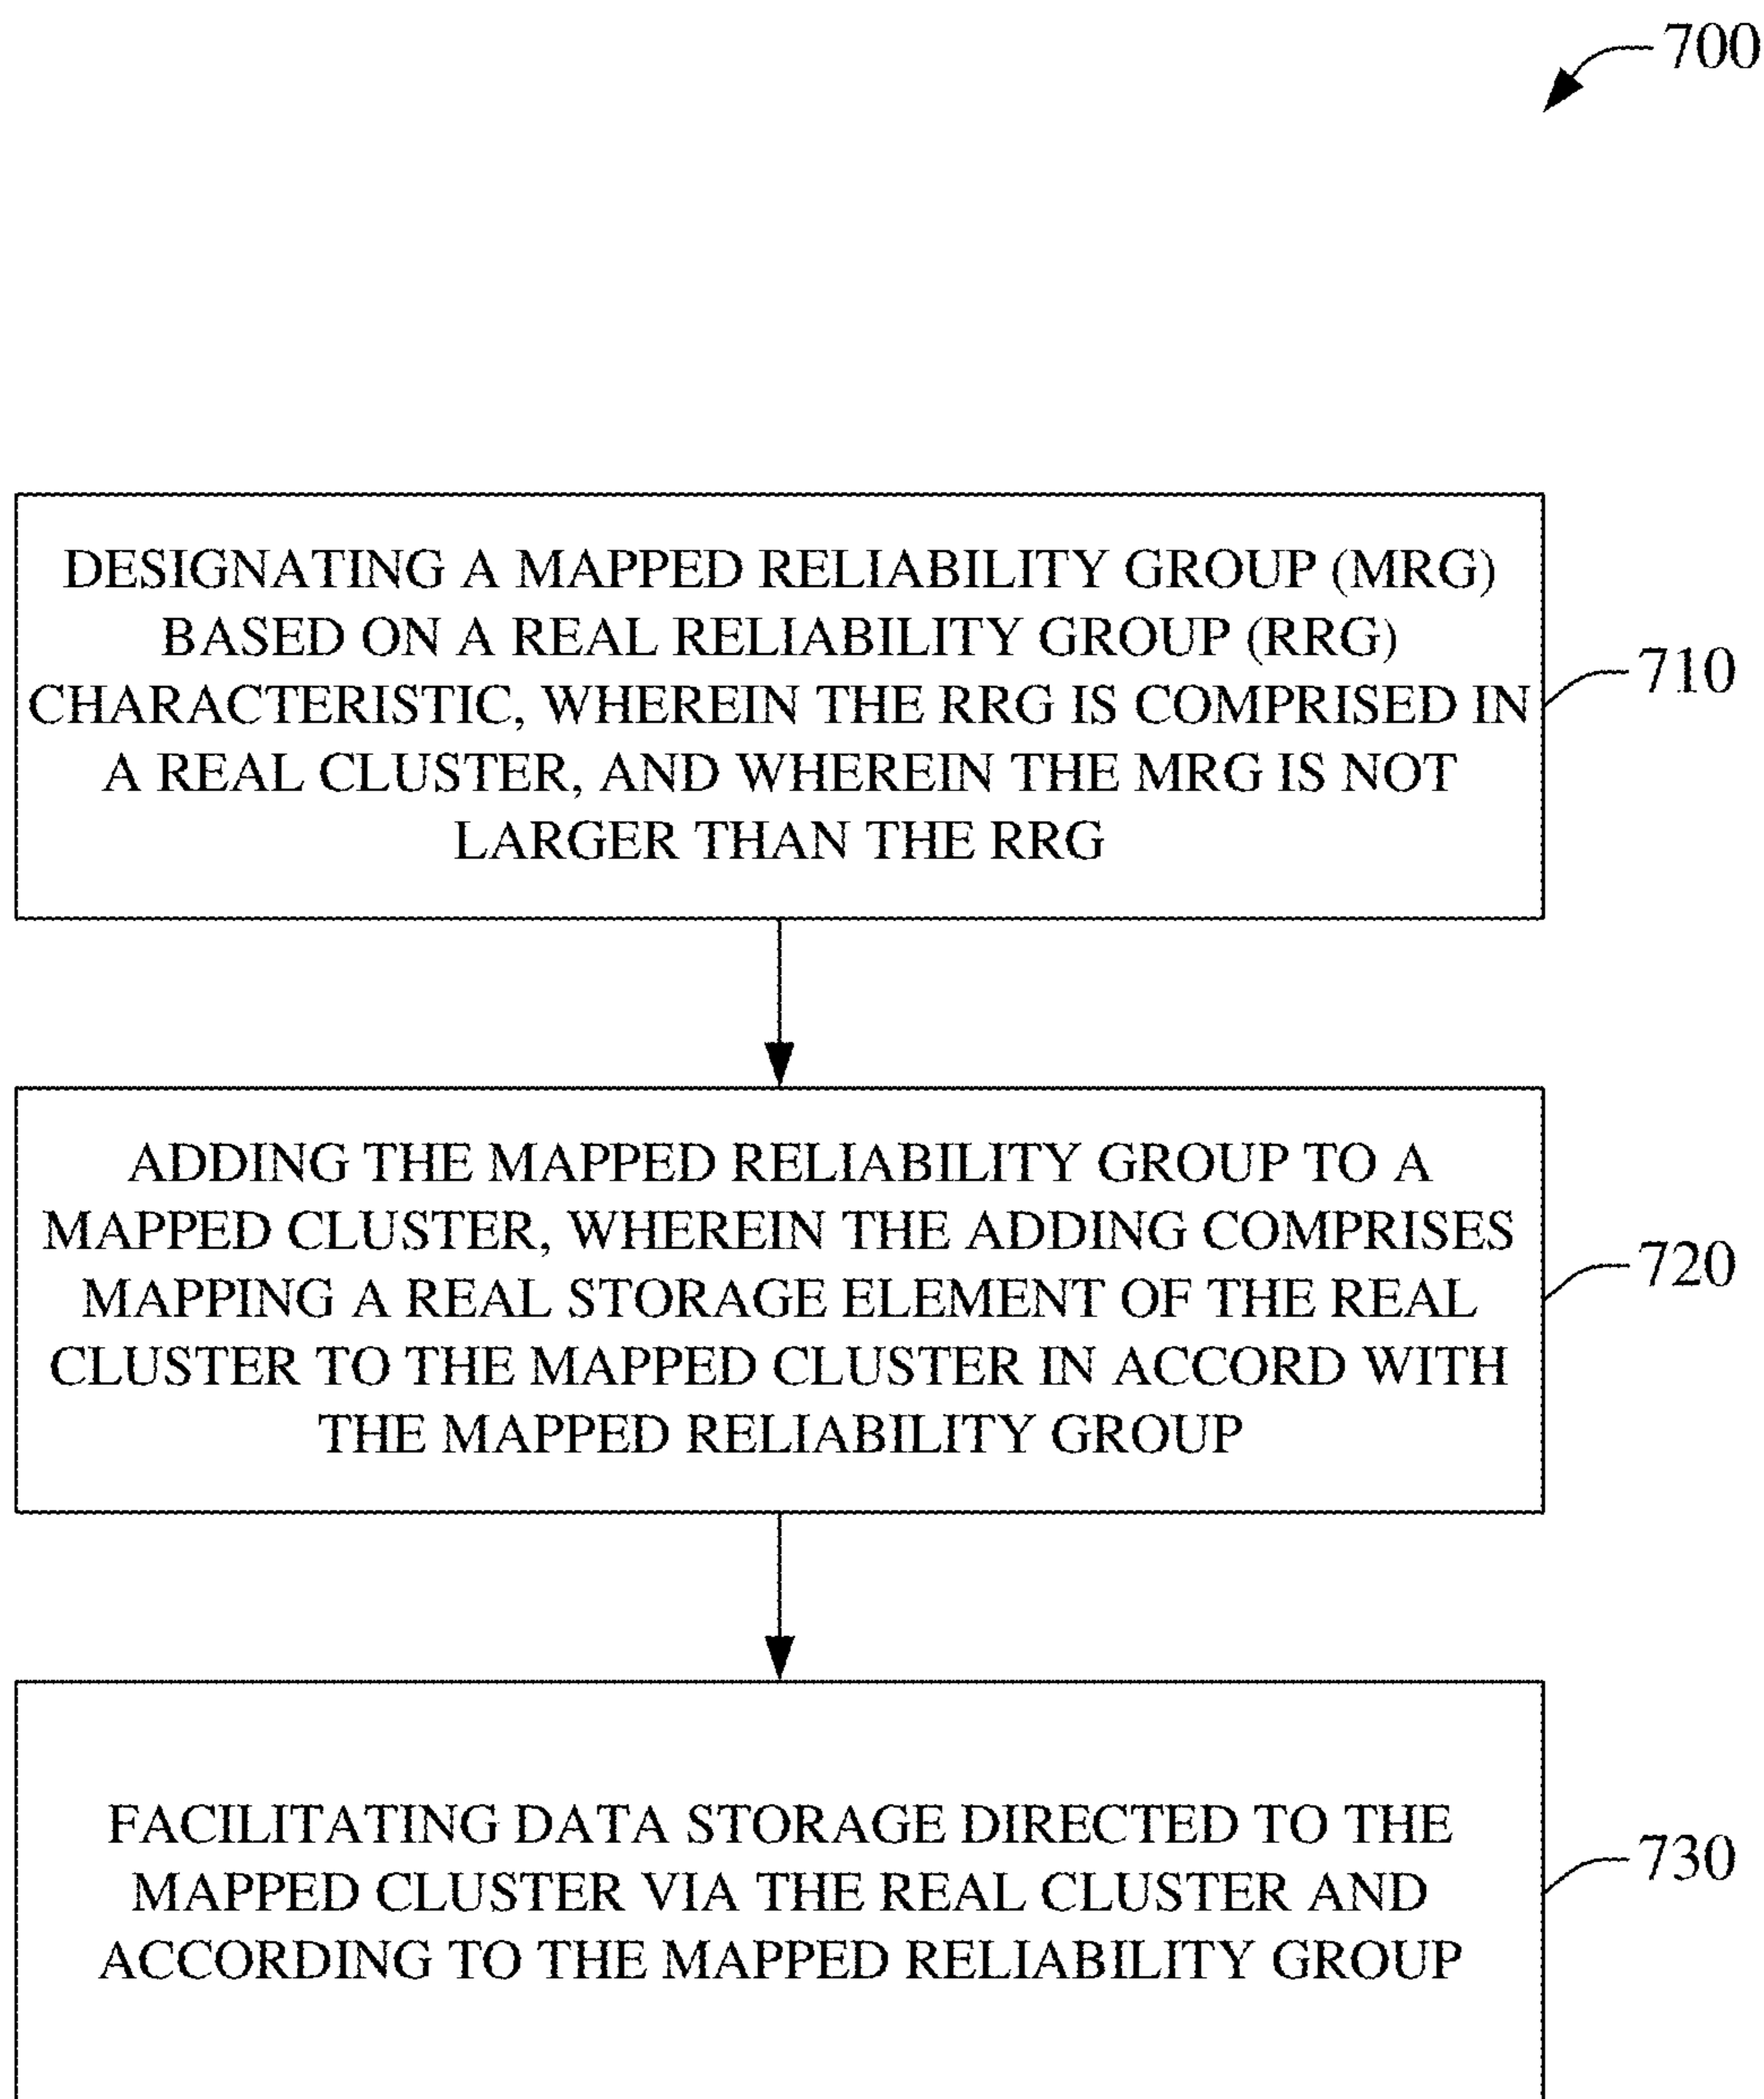 700
DESIGNATING A MAPPED RELIABILITY GROUP (MRG)
BASED ON A REAL RELIABILITY GROUP (RRG)
CHARACTERISTIC, WHEREIN THE RRG IS COMPRISED IN
A REAL CLUSTER, AND WHEREIN THE MRG IS NOT
LARGER THAN THE RRG
710
ADDING THE MAPPED RELIABILITY GROUP TO A
MAPPED CLUSTER, WHEREIN THE ADDING COMPRISES
MAPPING A REAL STORAGE ELEMENT OF THE REAL
CLUSTER TO THE MAPPED CLUSTER IN ACCORD WITH
THE MAPPED RELIABILITY GROUP
720
FACILITATING DATA STORAGE DIRECTED TO THE
MAPPED CLUSTER VIA THE REAL CLUSTER AND
ACCORDING TO THE MAPPED RELIABILITY GROUP
730